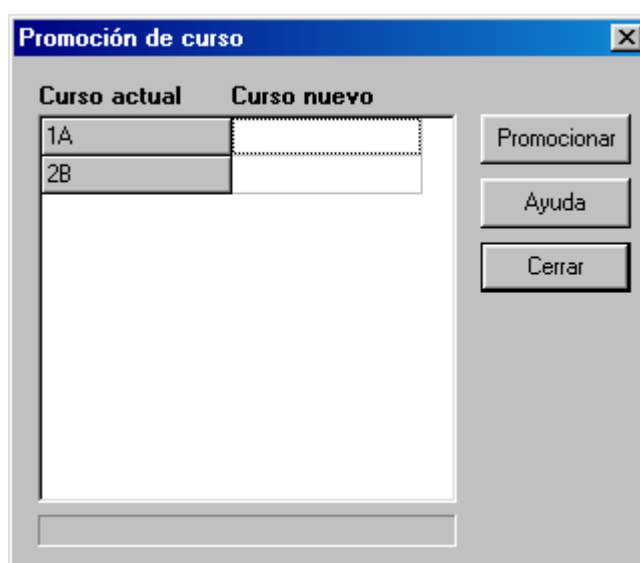 Promoción de curso
Curso actual Curso nuevo
1A
2B
Promocionar
Ayuda
Cerrar